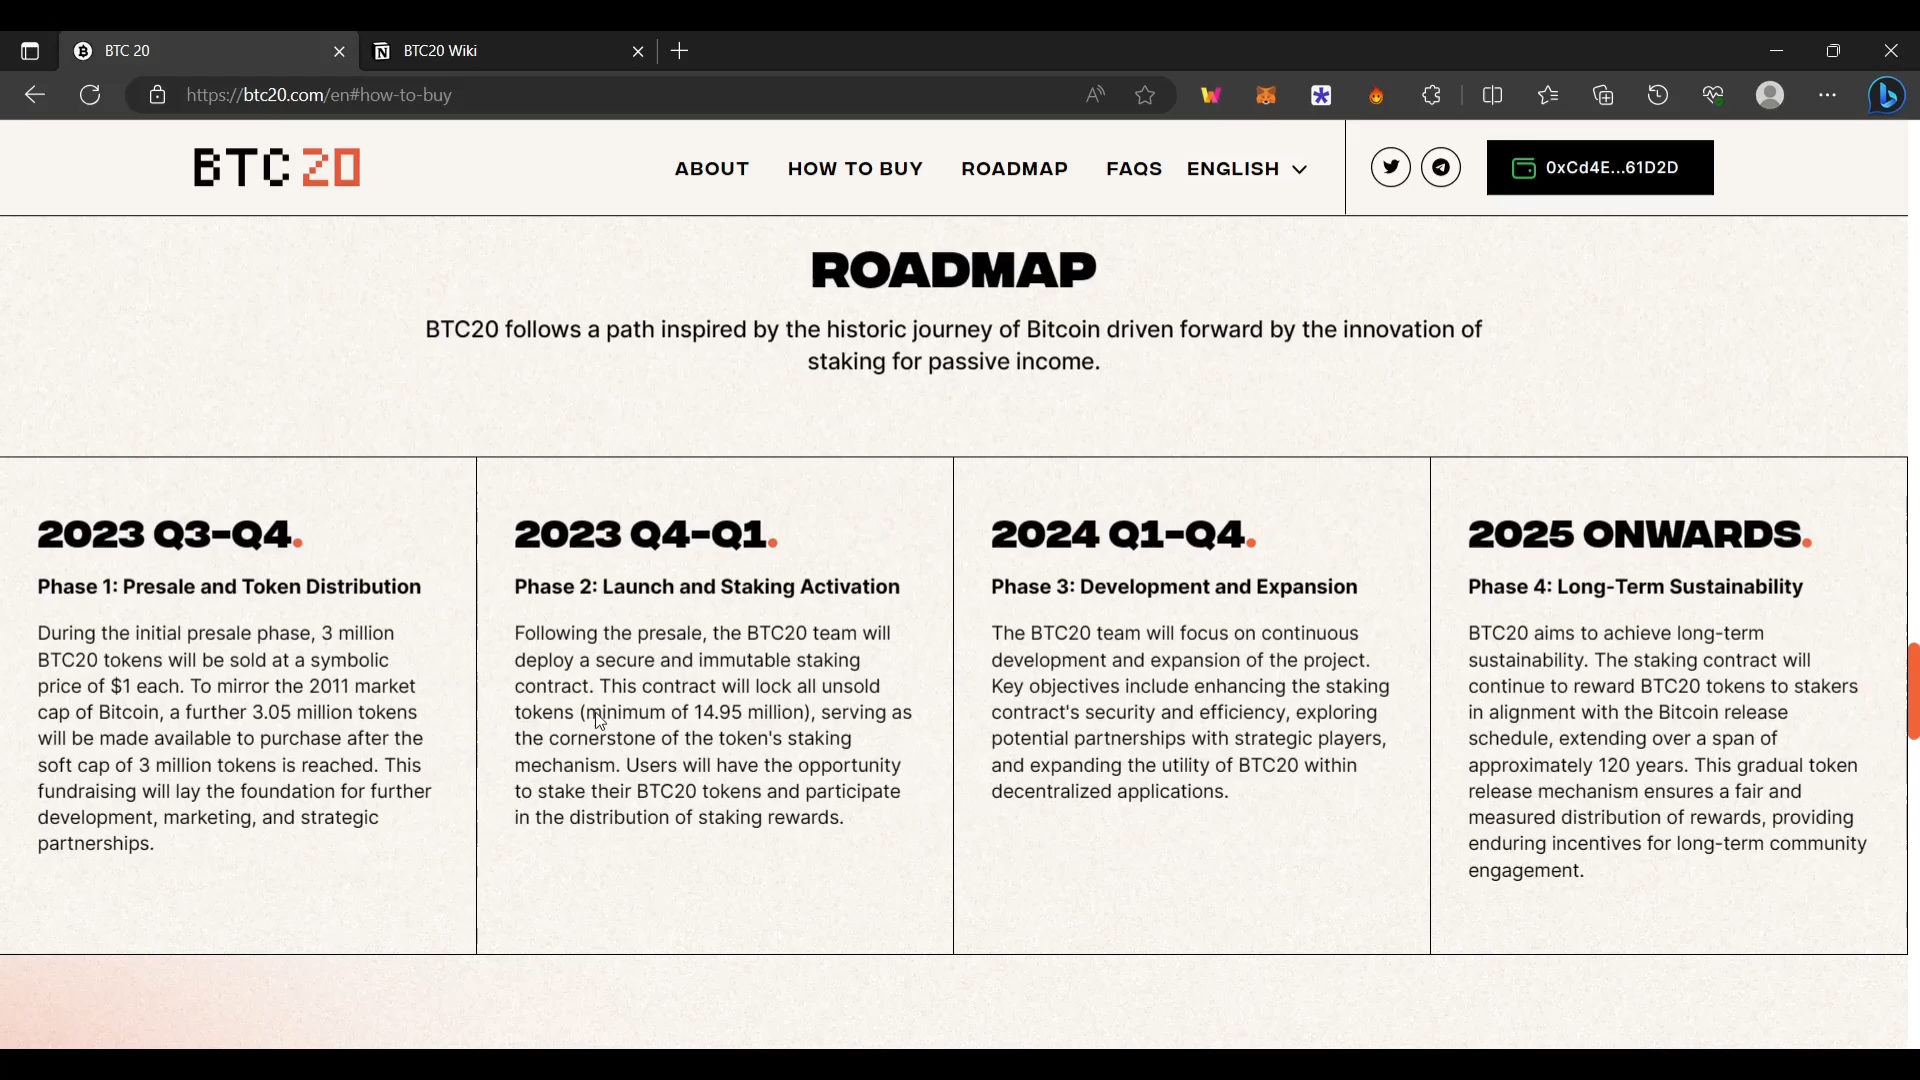 BTC 20
BTC20 Wiki
https://btc20.com/en#how-to-buy
BTC 20
ABOUT
HOW TO BUY
ROADMAP
FAQS
ENGLISH
0xCd4E...61D2D
ROADMAP
BTC20 follows a path inspired by the historic journey of Bitcoin driven forward by the innovation of
staking for passive income.
2023 Q3-Q4.
Phase 1: Presale and Token Distribution
During the initial presale phase, 3 million
BTC20 tokens will be sold at a symbolic
price of $1 each. To mirror the 2011 market
cap of Bitcoin, a further 3.05 million tokens
will be made available to purchase after the
soft cap of 3 million tokens is reached. This
fundraising will lay the foundation for further
development, marketing, and strategic
partnerships.
2023 Q4-Q1.
Phase 2: Launch and Staking Activation
Following the presale, the BTC20 team will
deploy a secure and immutable staking
contract. This contract will lock all unsold
tokens (minimum of 14.95 million), serving as
the cornerstone of the token's staking
mechanism. Users will have the opportunity
to stake their BTC20 tokens and participate
in the distribution of staking rewards.
2024 Q1-Q4.
Phase 3: Development and Expansion
The BTC20 team will focus on continuous
development and expansion of the project.
Key objectives include enhancing the staking
contract's security and efficiency, exploring
potential partnerships with strategic players,
and expanding the utility of BTC20 within
decentralized applications.
2025 ONWARDS.
Phase 4: Long-Term Sustainability
BTC20 aims to achieve long-term
sustainability. The staking contract will
continue to reward BTC20 tokens to stakers
in alignment with the Bitcoin release
schedule, extending over a span of
approximately 120 years. This gradual token
release mechanism ensures a fair and
measured distribution of rewards, providing
enduring incentives for long-term community
engagement.